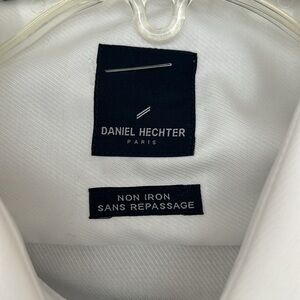 DANIEL HECHTER
PARIS
NON IRON
SANS REPASSAGE